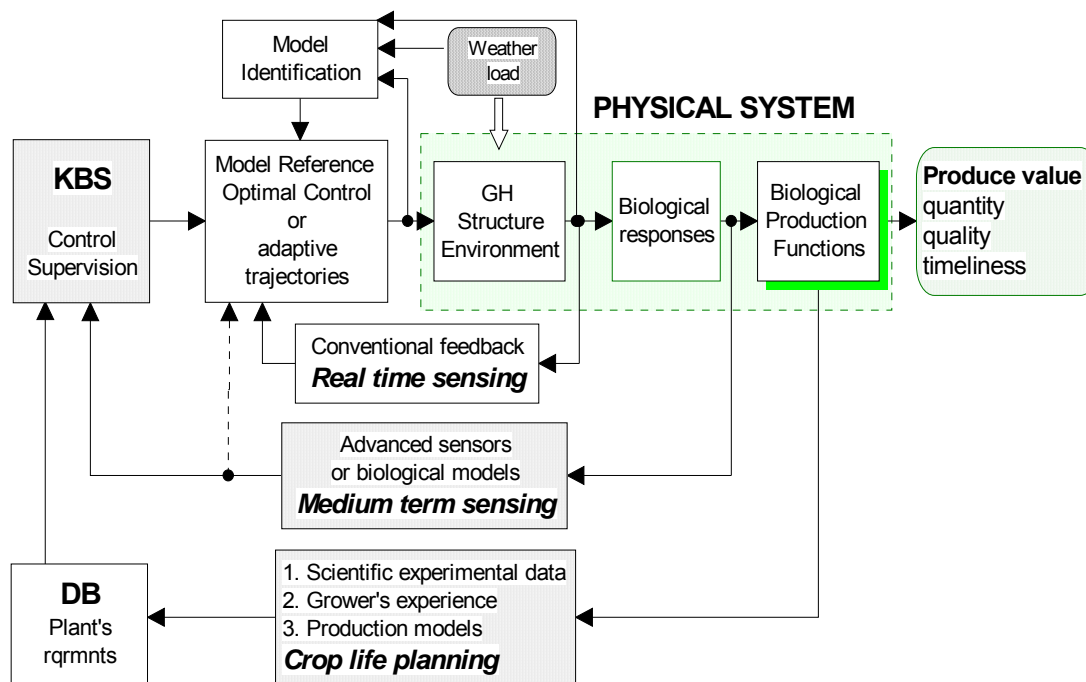 Model
Identification
Weather
load
PHYSICAL SYSTEM
KBS
Control
Supervision
Model Reference
Optimal Control
or
adaptive
trajectories
GH
Structure
Environment
Biological
responses
Biological
Production
Functions
Produce value
quantity
quality
timeliness
Conventional feedback
Real time sensing
Advanced sensors
or biological models
Medium term sensing
DB
Plant's
rqrmnts
1. Scientific experimental data
2. Grower's experience
3. Production models
Crop life planning